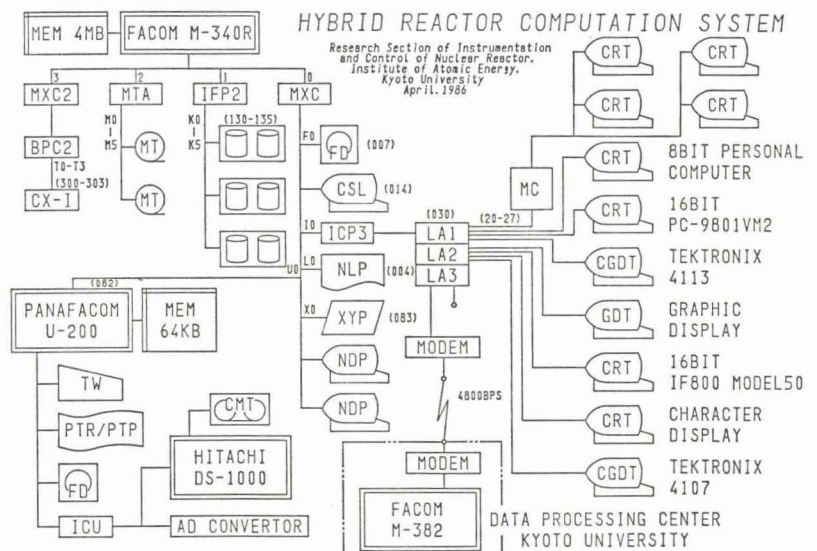 HYBRID REACTOR COMPUTATION SYSTEM
Research Section of Instrumentation
and Control of Nuclear Reactor.
Institute of Atomic Energy.
Kyoto University
April.1986
MEM 4MB
FACOM M-340R
3
2
1
0
MXC2
MTA
IFP2
MXC
BPC2
T0-T3
(300-303)
CX-I
M0
|
M5
MT
MT
K0
|
K5
(130-135)
F0
FD
(007)
CSL
(014)
I0
ICP3
L0
NLP
(004)
U0
X0
XYP
(083)
NDP
NDP
(030)
(20-27)
LA1
LA2
LA3
MC
CRT
CRT
CRT
CRT
CRT
8BIT PERSONAL
COMPUTER
CRT
16BIT
PC-9801VM2
CGDT
TEKTRONIX
4113
GDT
GRAPHIC
DISPLAY
CRT
16BIT
IF800 MODEL50
CRT
CHARACTER
DISPLAY
CGDT
TEKTRONIX
4107
(082)
PANAFACOM
U-200
MEM
64KB
TW
PTR/PTP
FD
ICU
CMT
HITACHI
DS-1000
AD CONVERTOR
MODEM
4800BPS
MODEM
FACOM
M-382
DATA PROCESSING CENTER
KYOTO UNIVERSITY